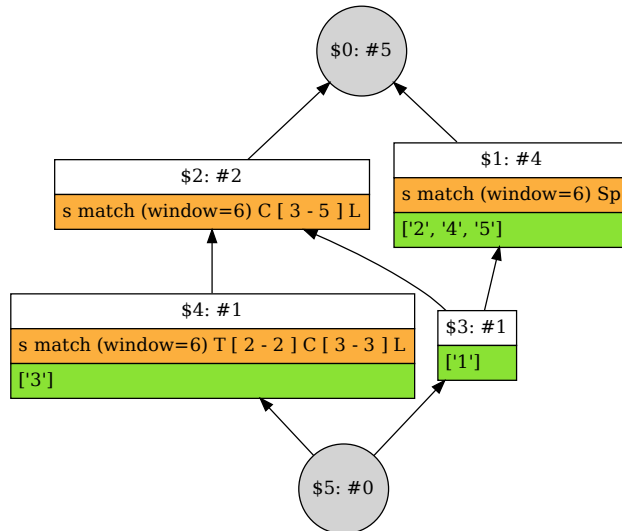 $0: #5
$2: #2
s match (window=6) C [ 3 - 5 ] L
$1: #4
s match (window=6) Sp
['2', '4', '5']
$4: #1
s match (window=6) T [ 2 - 2 ] C [ 3 - 3 ] L
['3']
$3: #1
['1']
$5: #0